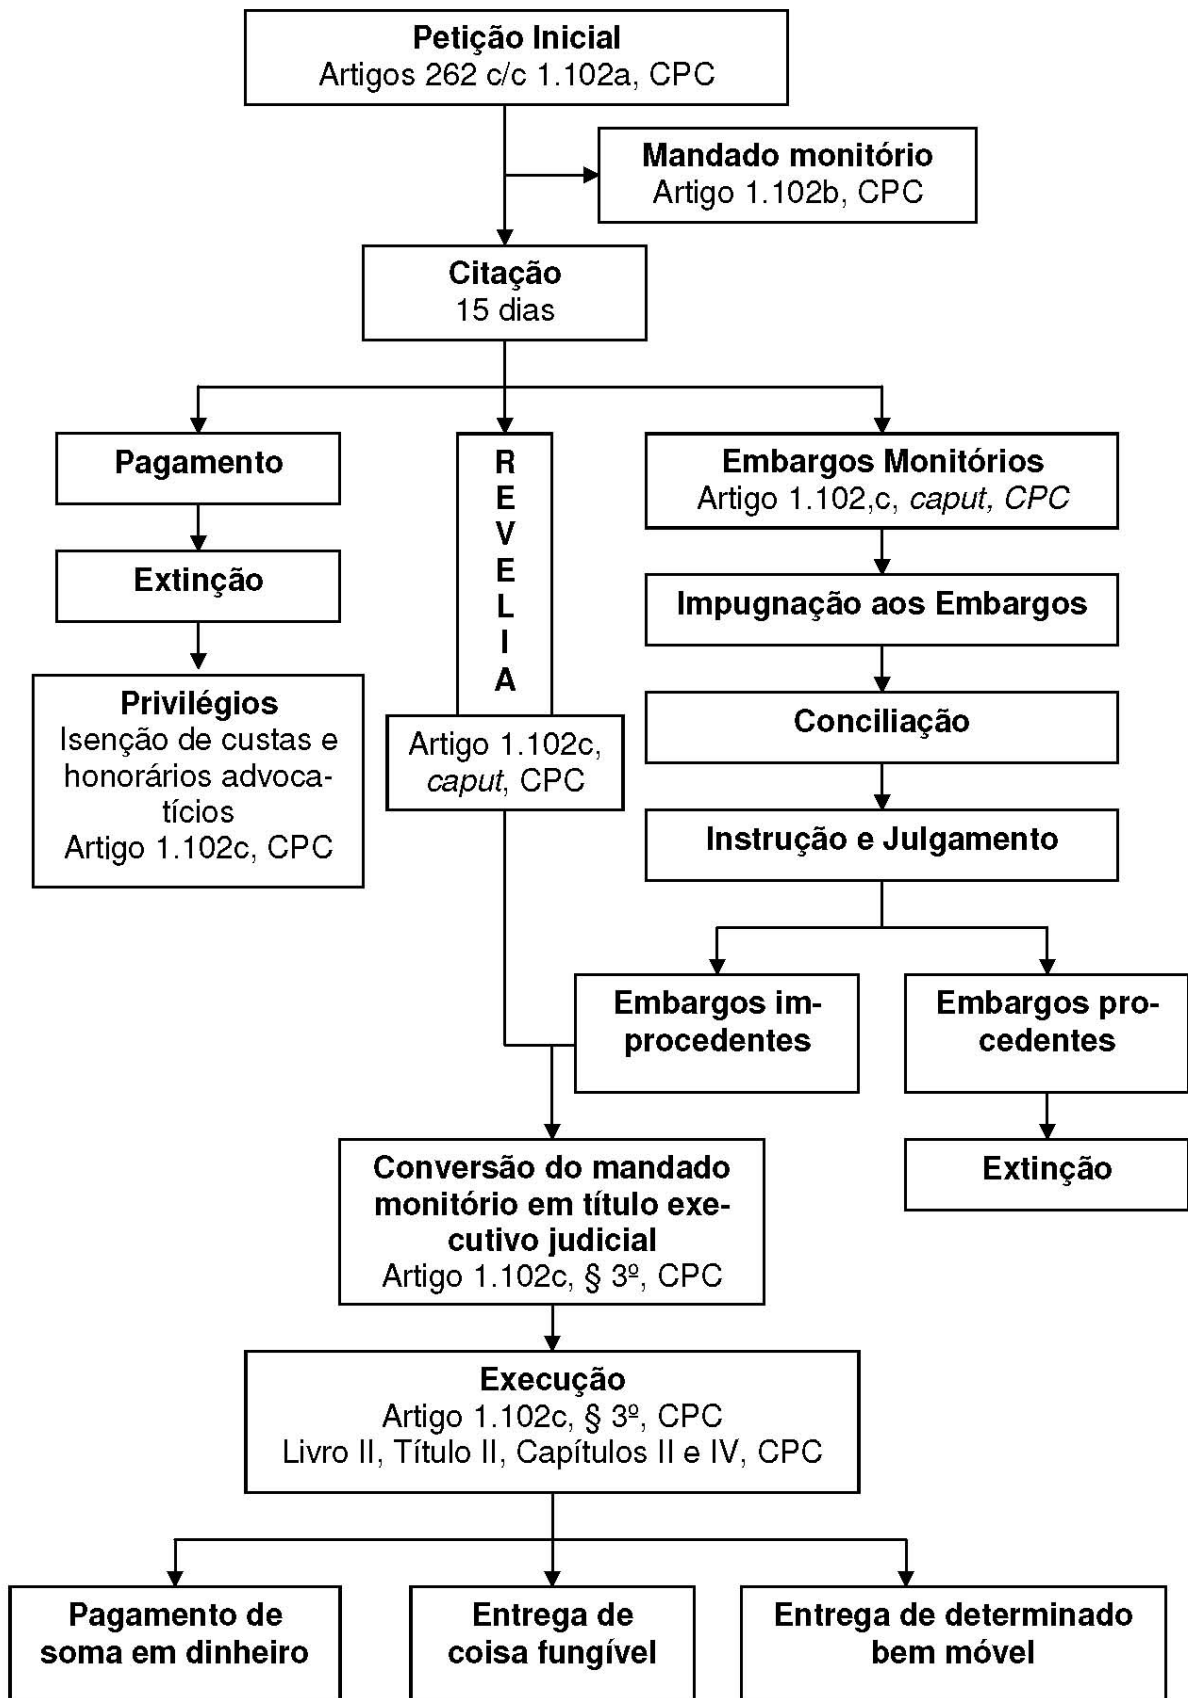 Petição Inicial
Artigos 262 c/c 1.102a, CPC
Mandado monitório
Artigo 1.102b, CPC
Citação
15 dias
Pagamento
R
E
V
E
L
I
A
Embargos Monitórios
Artigo 1.102,c, caput, CPC
Extinção
Impugnação aos Embargos
Privilégios
Isenção de custas e
honorários advoca-
tícios
Artigo 1.102c, CPC
Artigo 1.102c,
caput, CPC
Conciliação
Instrução e Julgamento
Embargos im-
procedentes
Embargos pro-
cedentes
Extinção
Conversão do mandado
monitório em título exe-
cutivo judicial
Artigo 1.102c, § 3º, CPC
Execução
Artigo 1.102c, § 3º, CPC
Livro II, Título II, Capítulos II e IV, CPC
Pagamento de
soma em dinheiro
Entrega de
coisa fungível
Entrega de determinado
bem móvel